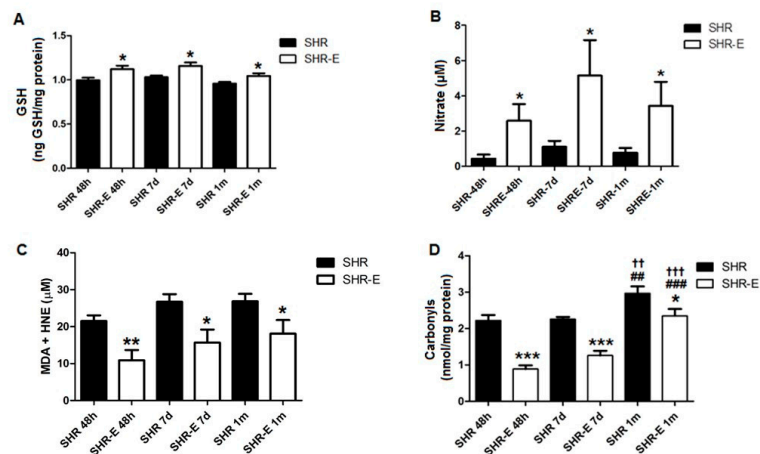 A
GSH
(ng GSH/mg protein)
1.5
1.0
0.5
0.0
*
*
*
SHR
SHR-E
SHR 48h
SHR-E 48h
SHR 7d
SHR-E 7d
SHR 1m
SHR-E 1m
B
Nitrate (µM)
8
6
4
2
0
*
*
*
SHR
SHR-E
SHR-48h
SHRE-48h
SHR-7d
SHRE-7d
SHR-1m
SHRE-1m
C
MDA + HNE (µM)
40
30
20
10
0
**
*
*
SHR
SHR-E
SHR 48h
SHR-E 48h
SHR 7d
SHR-E 7d
SHR 1m
SHR-E 1m
D
Carbonyls
(nmol/mg protein)
4
3
2
1
0
***
***
††
##
†††
###
*
SHR
SHR-E
SHR 48h
SHR-E 48h
SHR 7d
SHR-E 7d
SHR 1m
SHR-E 1m